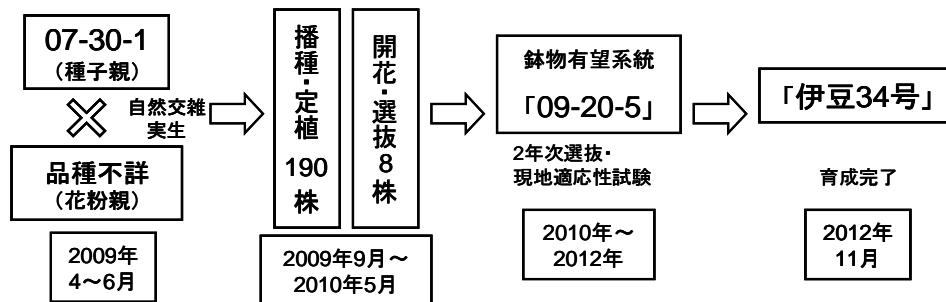 07-30-1
（種子親）
自然交雑
実生
品種不詳
（花粉親）
2009年
4～6月
播種・定植
190
株
開花・選抜
8
株
2009年9月～
2010年5月
鉢物有望系統
「09-20-5」
2年次選抜・
現地適応性試験
2010年～
2012年
「伊豆34号」
育成完了
2012年
11月